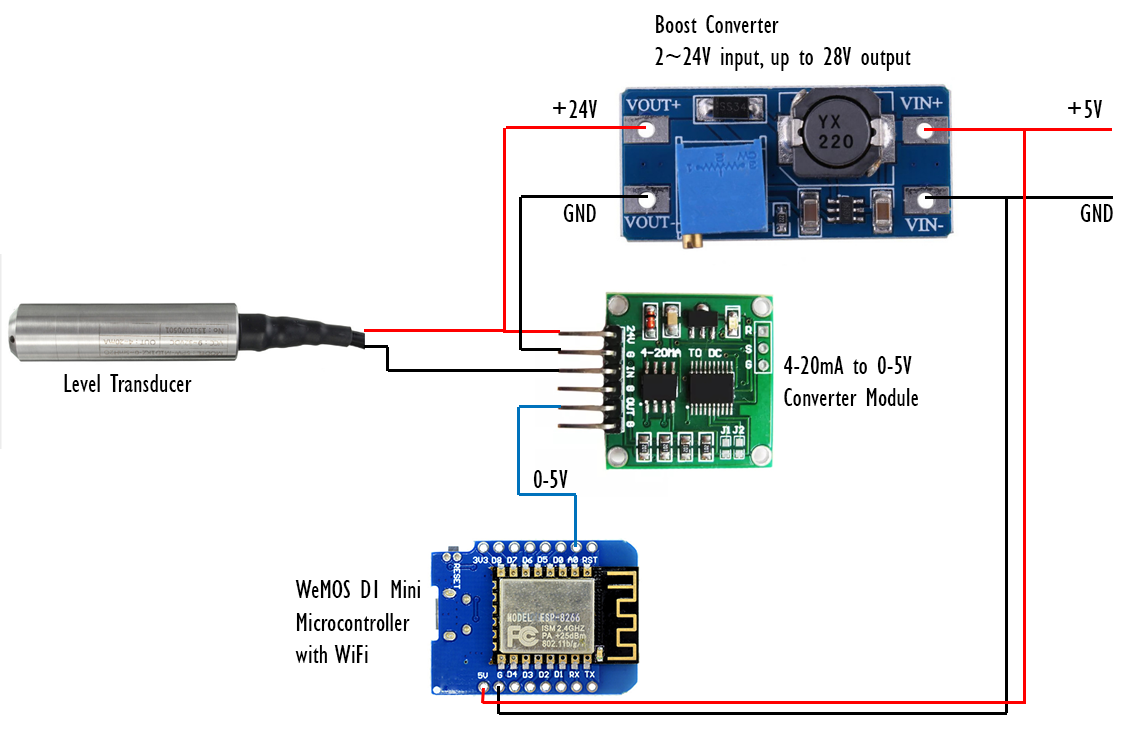 Boost Converter
2~24V input, up to 28V output
+24V
VOUT+
S534
YX
220
VIN+
+5V
GND
VOUT-
VIN-
GND
Level Transducer
24V G IN G OUT G
4-20MA TO DC
R
S
G
J1 J2
4-20mA to 0-5V
Converter Module
0-5V
3V3 D8 D7 D6 D5 D0 A0 RST
RESET
WeMOS D1 Mini
Microcontroller
with WiFi
MODEL ESP-8266
FC
ISM 2.4GHZ
PA +25dBm
802.11b/g/n
5V G D4 D3 D2 D1 RX TX